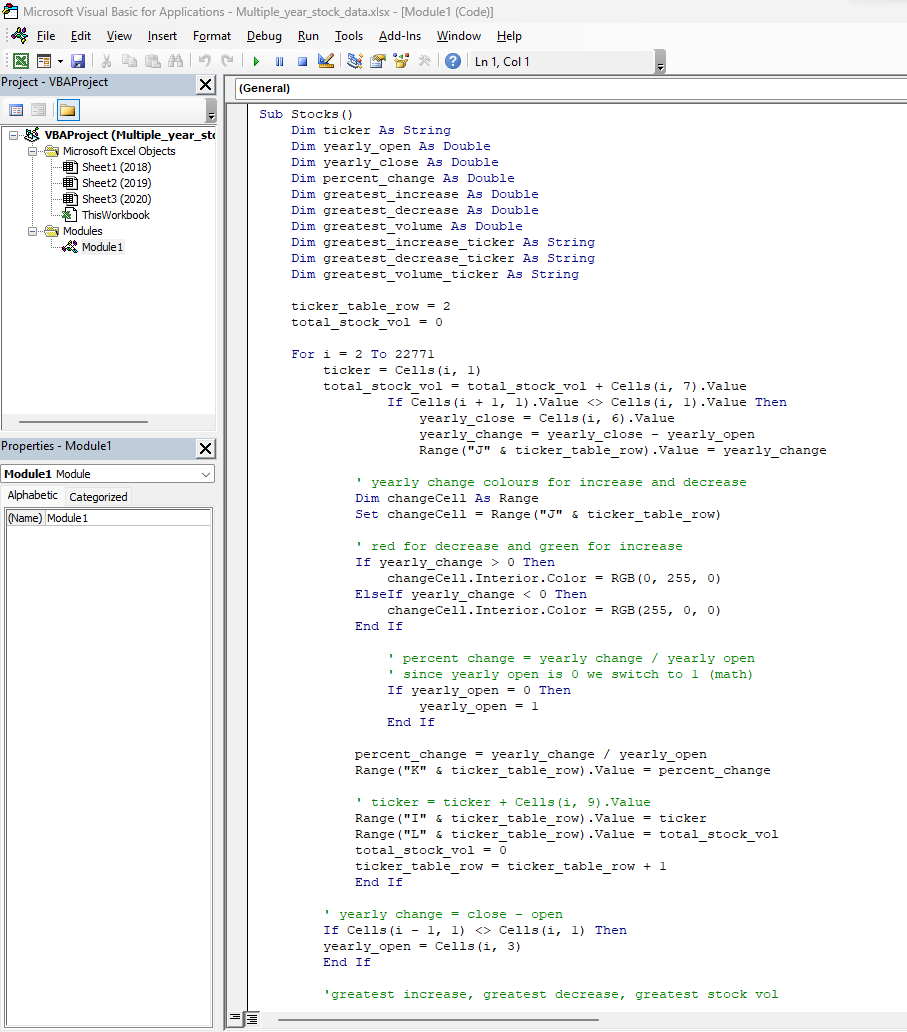 Microsoft Visual Basic for Applications - Multiple_year_stock_data.xlsx - [Module1 (Code)]
File Edit View Insert Format Debug Run Tools Add-Ins Window Help
Ln 1, Col 1
Project - VBAProject
VBAProject (Multiple_year_sto
Microsoft Excel Objects
Sheet1 (2018)
Sheet2 (2019)
Sheet3 (2020)
ThisWorkbook
Modules
Module1
Properties - Module1
Module1 Module
Alphabetic Categorized
(Name) Module1
(General)
Sub Stocks()
Dim ticker As String
Dim yearly_open As Double
Dim yearly_close As Double
Dim percent_change As Double
Dim greatest_increase As Double
Dim greatest_decrease As Double
Dim greatest_volume As Double
Dim greatest_increase_ticker As String
Dim greatest_decrease_ticker As String
Dim greatest_volume_ticker As String
ticker_table_row = 2
total_stock_vol = 0
For i = 2 To 22771
ticker = Cells(i, 1)
total_stock_vol = total_stock_vol + Cells(i, 7).Value
If Cells(i + 1, 1).Value <> Cells(i, 1).Value Then
yearly_close = Cells(i, 6).Value
yearly_change = yearly_close - yearly_open
Range("J" & ticker_table_row).Value = yearly_change
' yearly change colours for increase and decrease
Dim changeCell As Range
Set changeCell = Range("J" & ticker_table_row)
' red for decrease and green for increase
If yearly_change > 0 Then
changeCell.Interior.Color = RGB(0, 255, 0)
ElseIf yearly_change < 0 Then
changeCell.Interior.Color = RGB(255, 0, 0)
End If
' percent change = yearly change / yearly open
' since yearly open is 0 we switch to 1 (math)
If yearly_open = 0 Then
yearly_open = 1
End If
percent_change = yearly_change / yearly_open
Range("K" & ticker_table_row).Value = percent_change
' ticker = ticker + Cells(i, 9).Value
Range("I" & ticker_table_row).Value = ticker
Range("L" & ticker_table_row).Value = total_stock_vol
total_stock_vol = 0
ticker_table_row = ticker_table_row + 1
End If
' yearly change = close - open
If Cells(i - 1, 1) <> Cells(i, 1) Then
yearly_open = Cells(i, 3)
End If
'greatest increase, greatest decrease, greatest stock vol